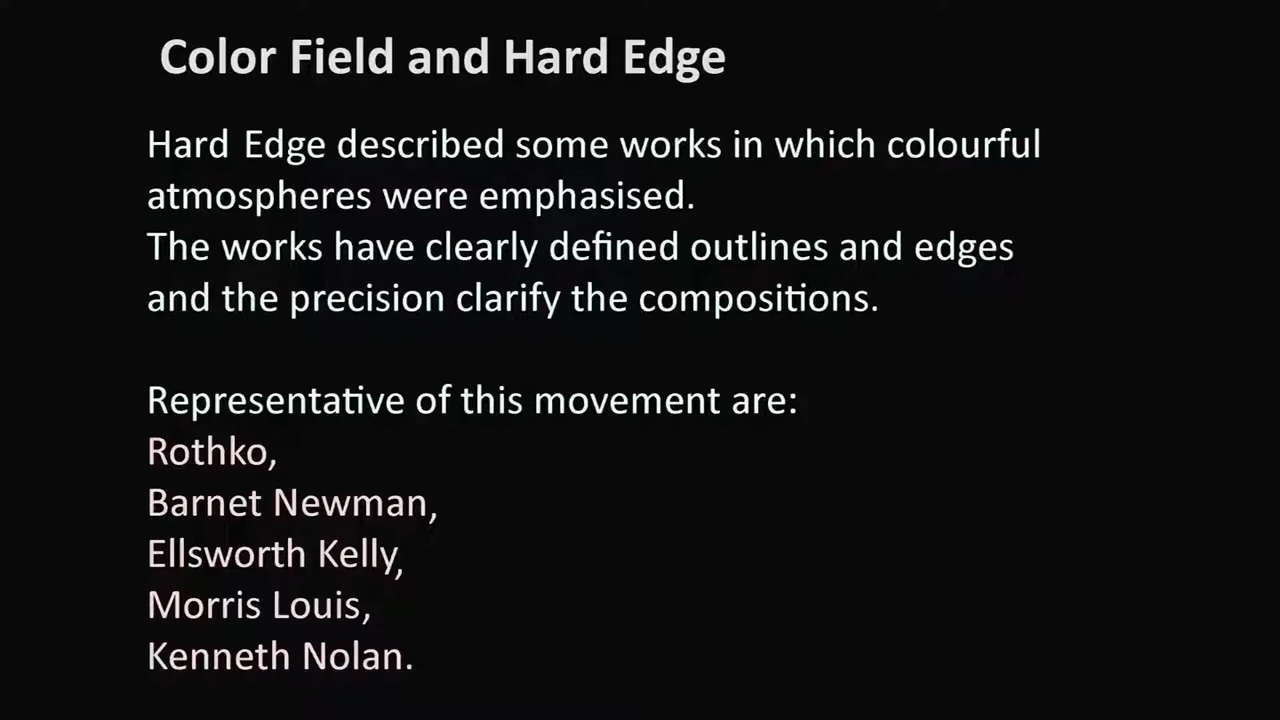 Color Field and Hard Edge
Hard Edge described some works in which colourful
atmospheres were emphasised.
The works have clearly defined outlines and edges
and the precision clarify the compositions.
Representative of this movement are:
Rothko,
Barnet Newman,
Ellsworth Kelly,
Morris Louis,
Kenneth Nolan.